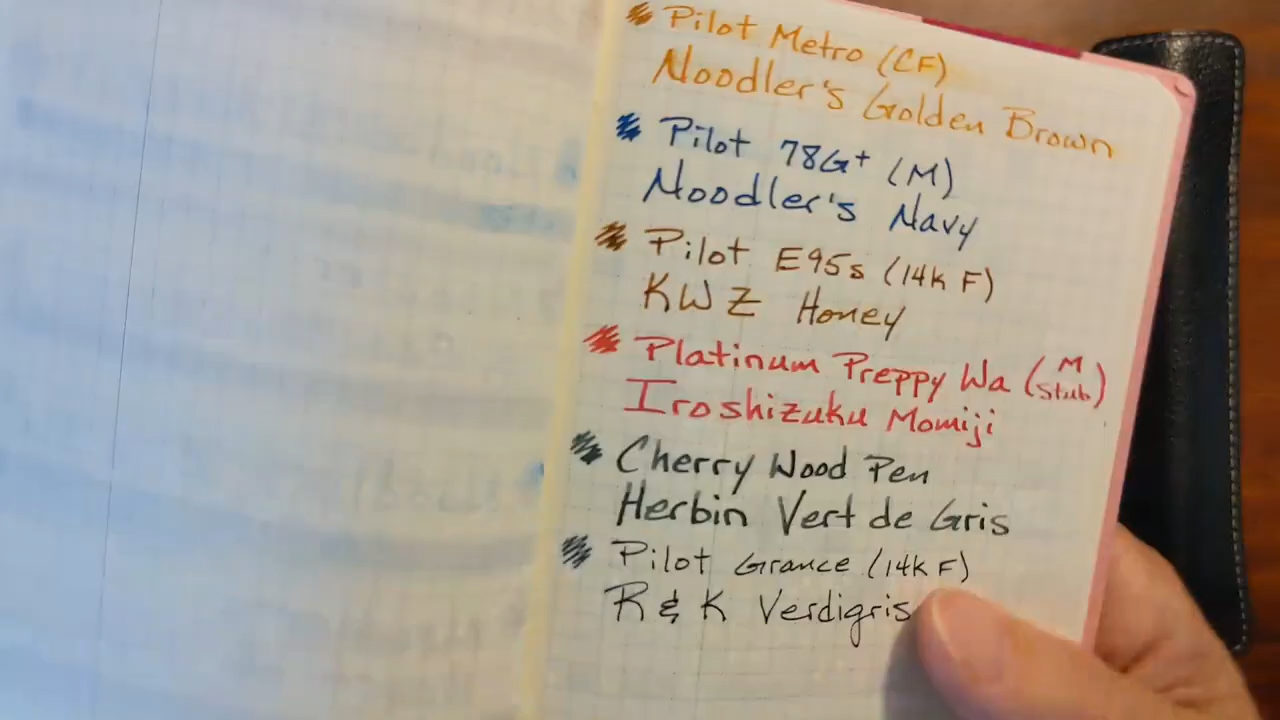 Pilot Metro (CF)
Noodler's Golden Brown
Pilot 78G+ (M)
Noodler's Navy
Pilot E95s (14k F)
KWZ Honey
Platinum Preppy Wa (M Stub)
Iroshizuku Momiji
Cherry Wood Pen
Herbin Vert de Gris
Pilot Grance (14k F)
R & K Verdigris